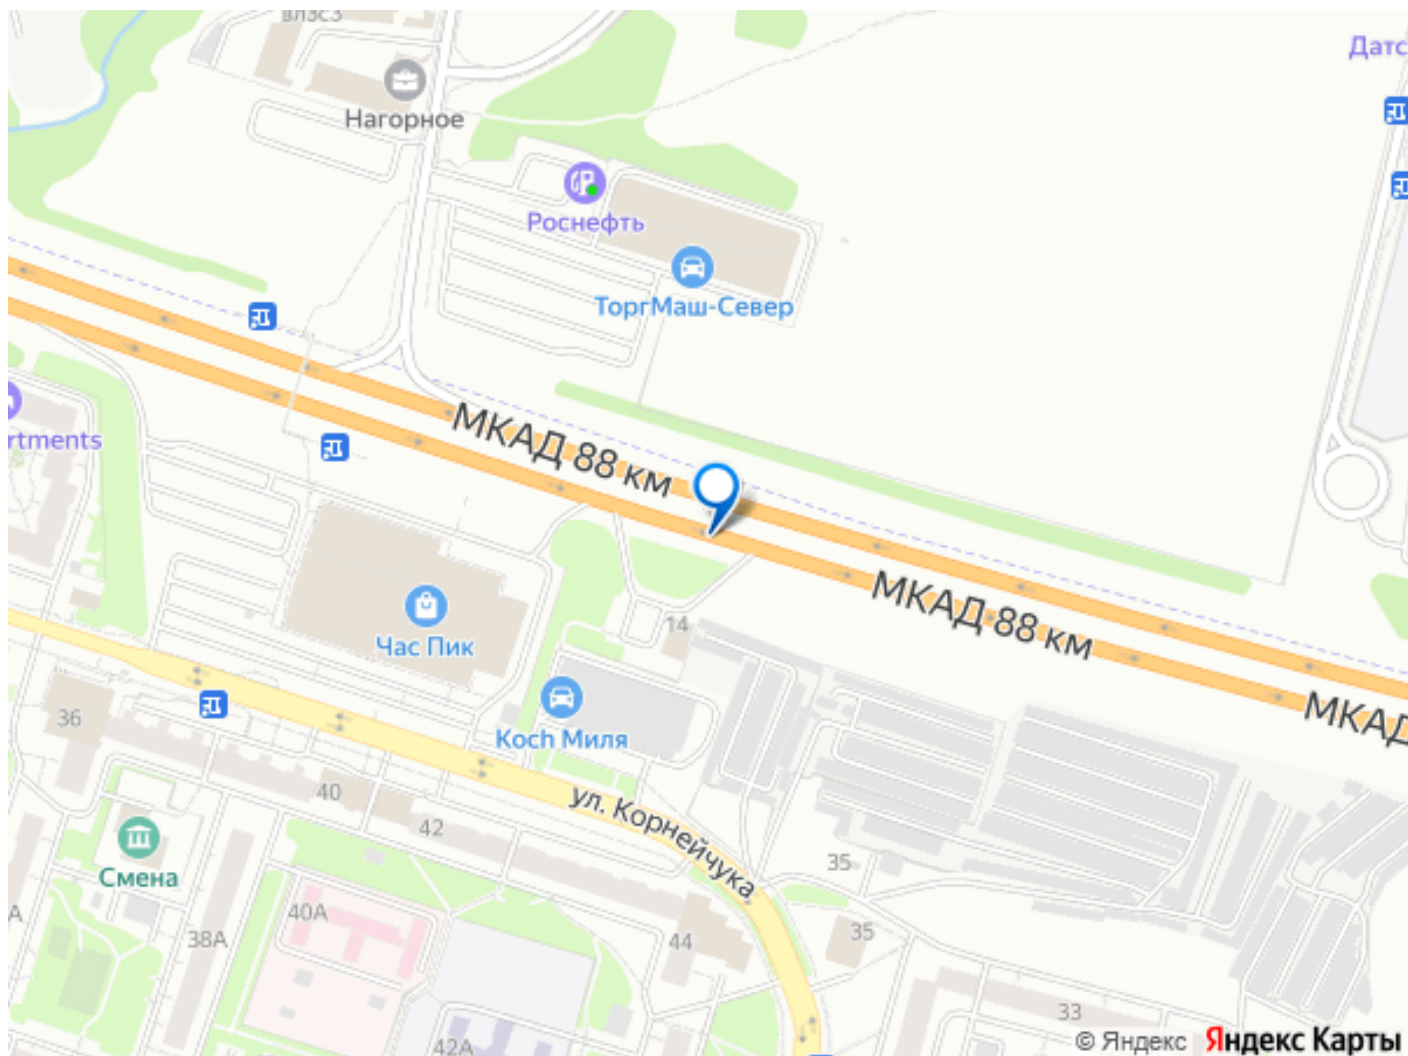 вл3с3
Датс
Нагорное
Роснефть
ТоргМаш-Север
МКАД 88 км
rtments
МКАД 88 км
14
Час Пик
МКАД
36
Koch Миля
40
ул. Корнейчука
42
35
Смена
40А
А
38А
44
35
33
42А
© Яндекс Яндекс Карты